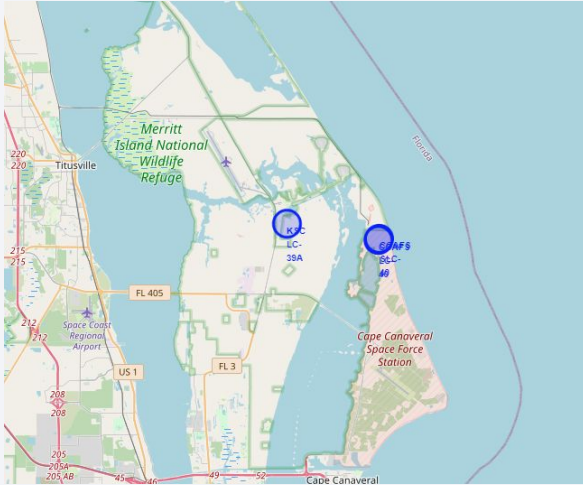 Merritt
Island National
Wildlife
Refuge
Titusville
220
220
Florida
KSC
LC-
39A
SLC-
40
215
215
FL 405
212
212
Space Coast
Regional
Airport
Cape Canaveral
Space Force
Station
US 1
FL 3
208
208
205
205A
205 AB
45
46
49
52
Cape Canaveral